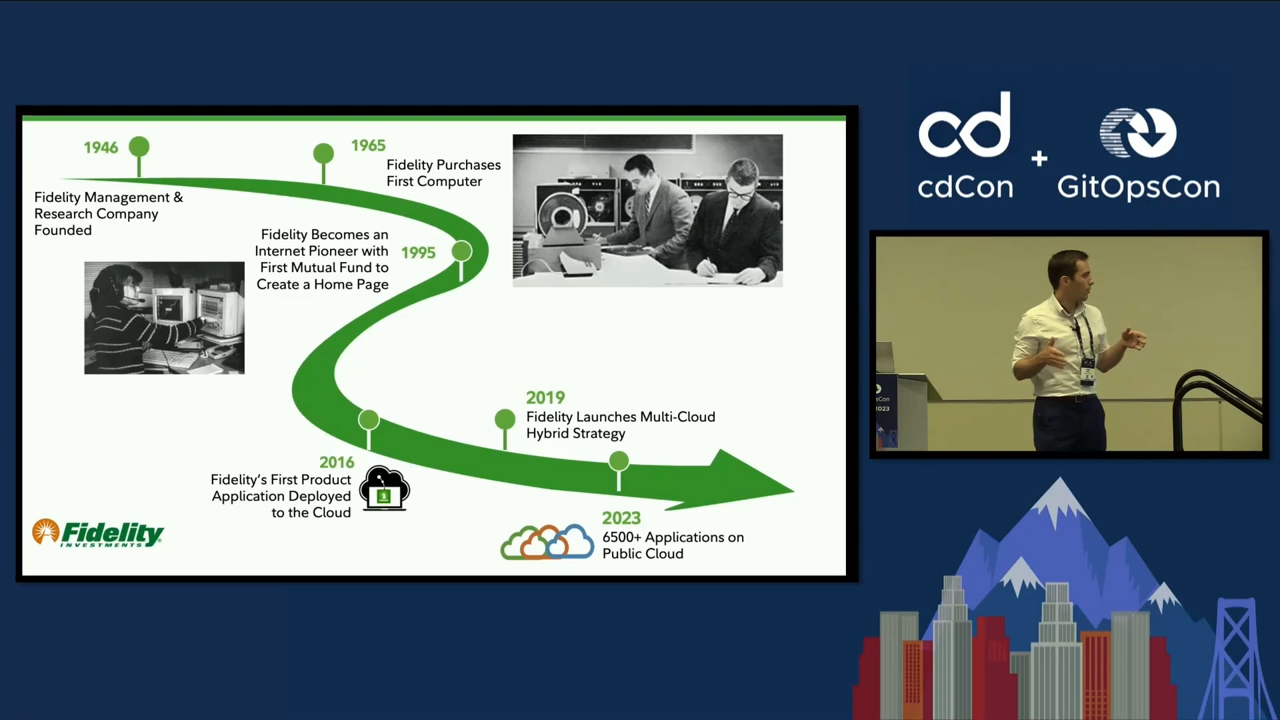 1946
Fidelity Management &
Research Company
Founded
1965
Fidelity Purchases
First Computer
Fidelity Becomes an
Internet Pioneer with
First Mutual Fund to
Create a Home Page
1995
2016
Fidelity's First Product
Application Deployed
to the Cloud
2019
Fidelity Launches Multi-Cloud
Hybrid Strategy
2023
6500+ Applications on
Public Cloud
Fidelity
INVESTMENTS
cd
cdCon
+
GitOpsCon
2023